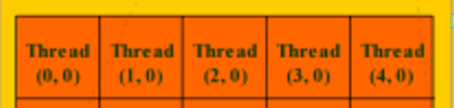 Thread Thread Thread Thread Thread
(0, 0) (1, 0) (2, 0) (3, 0) (4, 0)